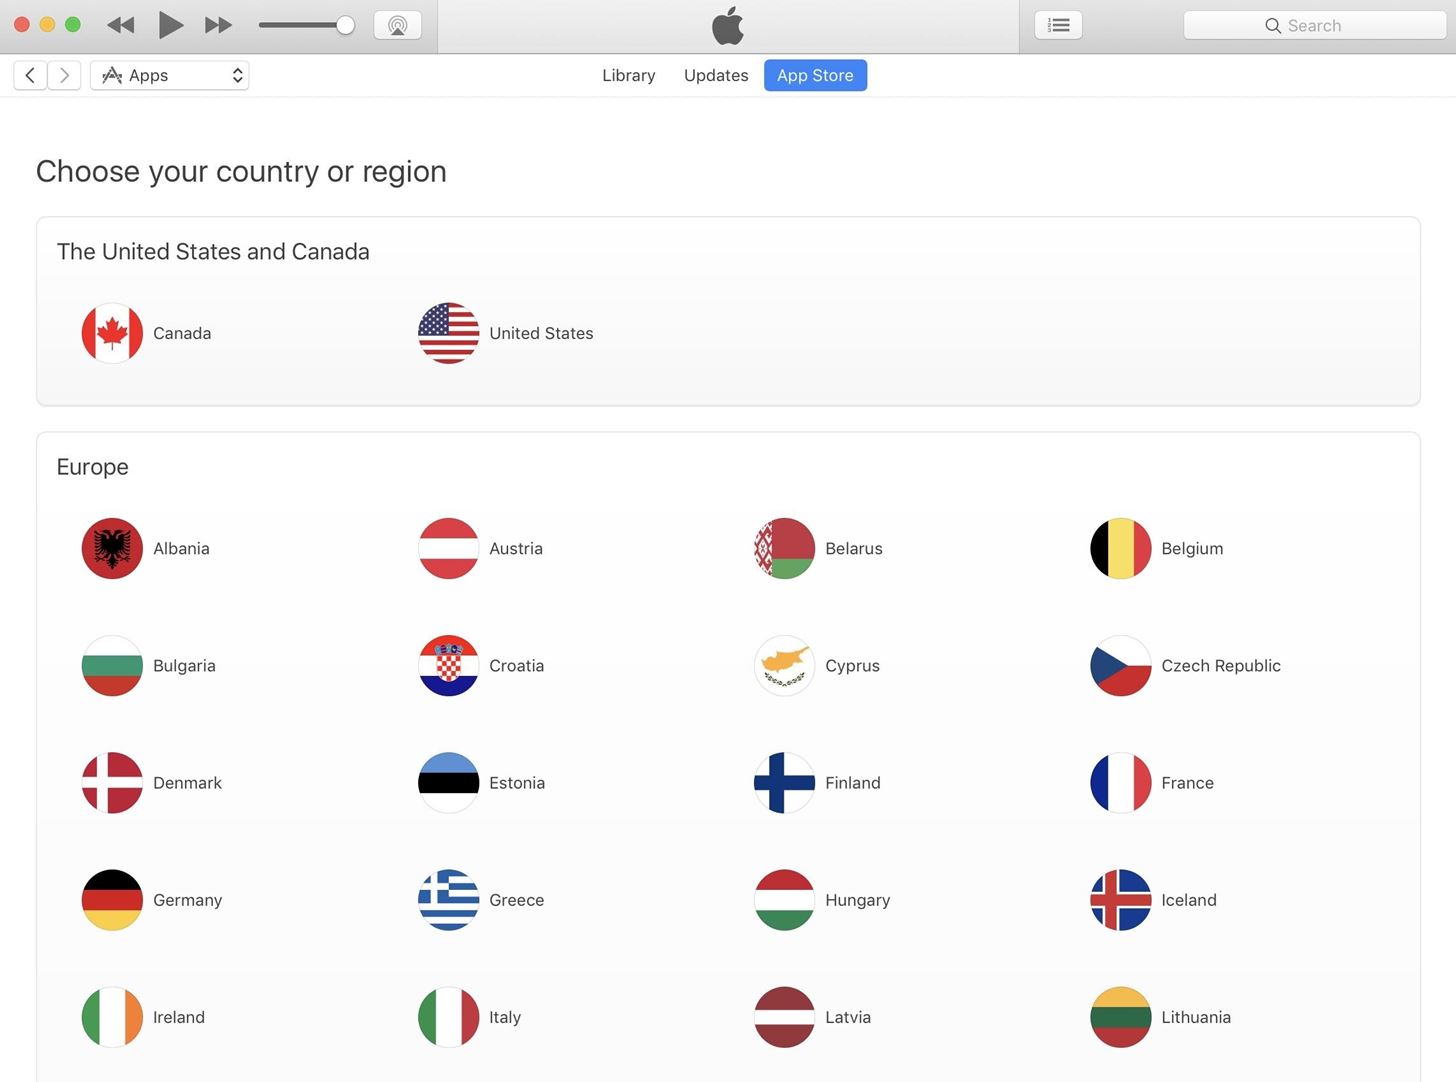 Search
Apps
Library
Updates
App Store
Choose your country or region
The United States and Canada
Canada
United States
Europe
Albania
Austria
Belarus
Belgium
Bulgaria
Croatia
Cyprus
Czech Republic
Denmark
Estonia
Finland
France
Germany
Greece
Hungary
Iceland
Ireland
Italy
Latvia
Lithuania